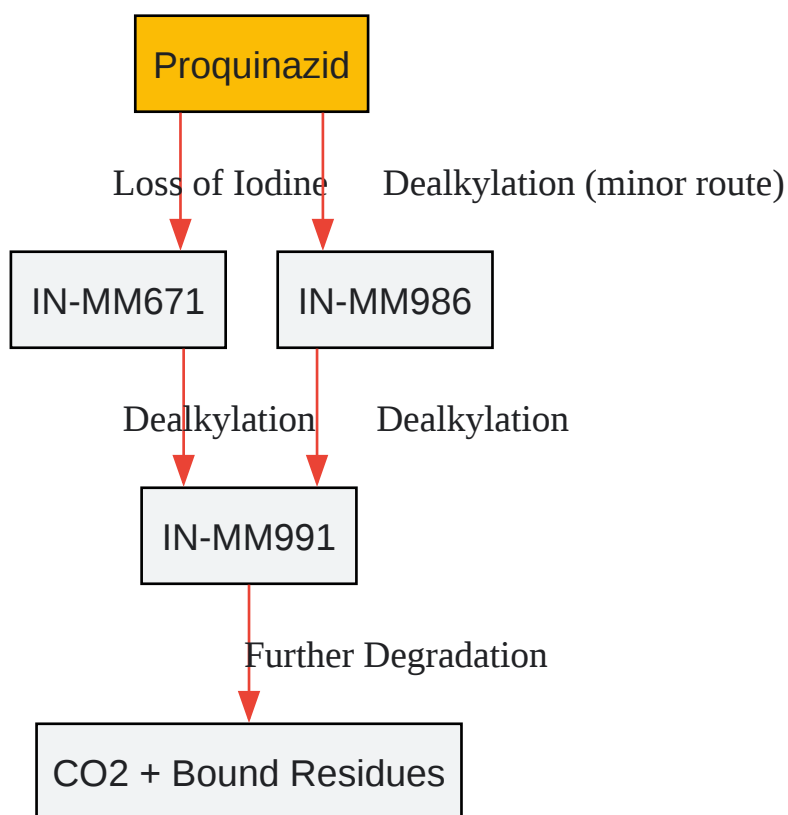 Proquinazid
Loss of Iodine
Dealkylation (minor route)
IN-MM671
IN-MM986
Dealkylation
Dealkylation
IN-MM991
Further Degradation
CO2 + Bound Residues